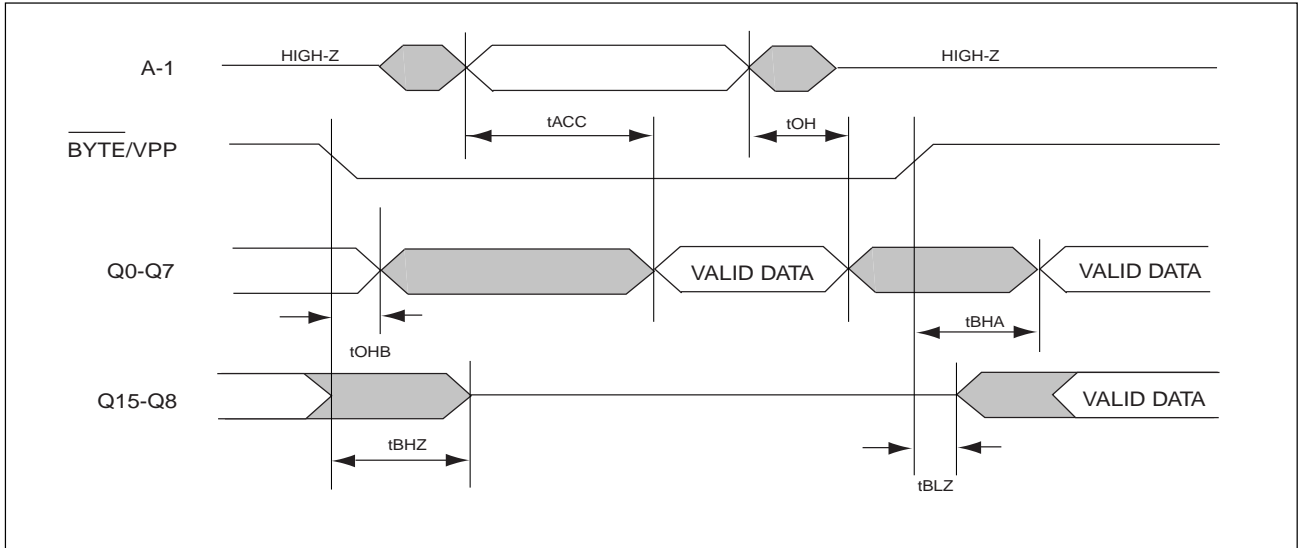 A-1
HIGH-Z
HIGH-Z
tACC
tOH
BYTE/VPP
Q0-Q7
VALID DATA
VALID DATA
tOHB
tBHA
Q15-Q8
VALID DATA
tBHZ
tBLZ